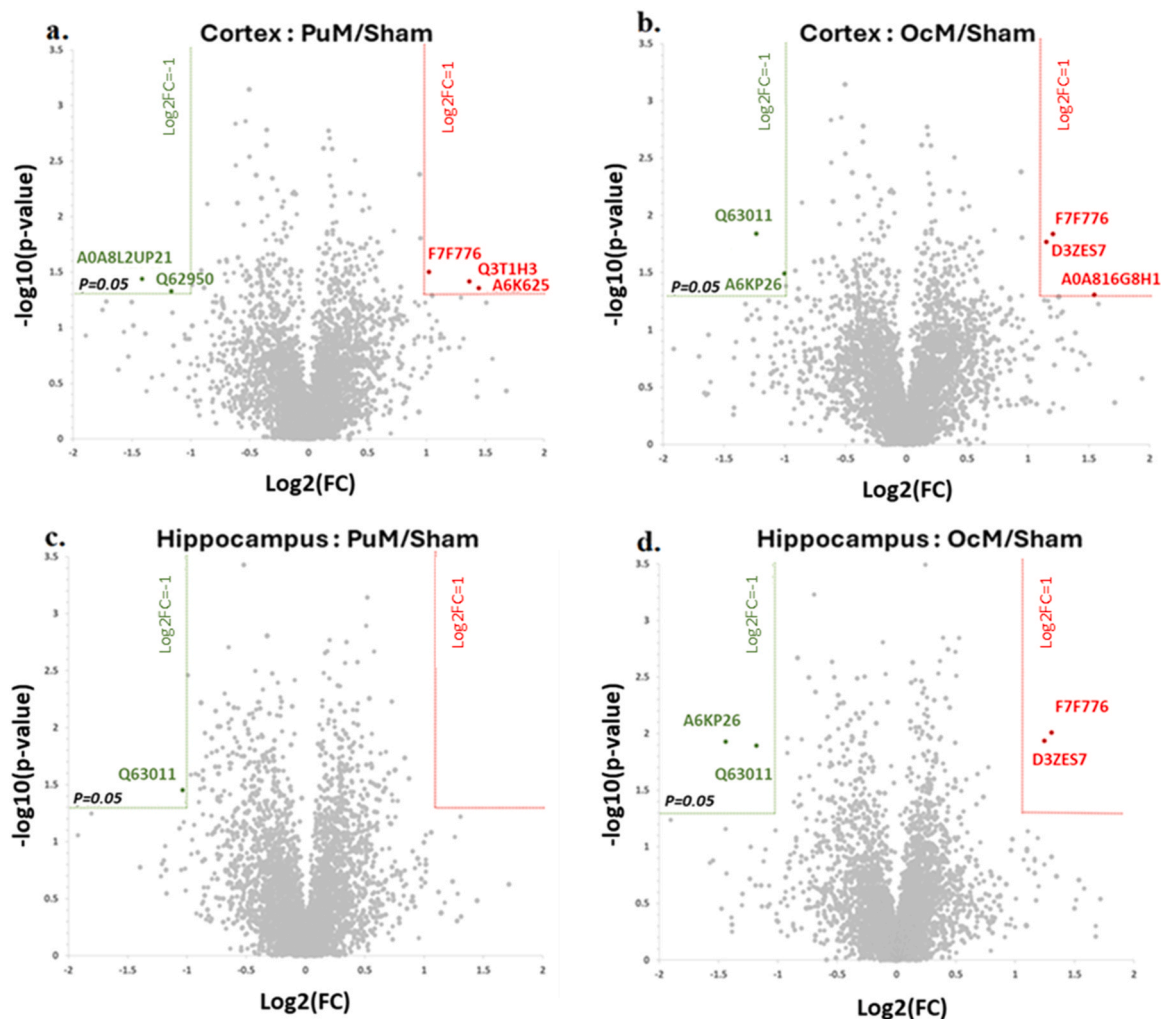 a.
Cortex : PuM/Sham
3.5
3
2.5
2
1.5
1
0.5
0
-log10(p-value)
Log2FC=-1
Log2FC=1
A0A8L2UP21
Q62950
P=0.05
F7F776
Q3T1H3
A6K625
-2
-1.5
-1
-0.5
0
0.5
1
1.5
2
Log2(FC)
b.
Cortex : OcM/Sham
3.5
3
2.5
2
1.5
1
0.5
0
-log10(p-value)
Log2FC=-1
Log2FC=1
Q63011
A6KP26
P=0.05
F7F776
D3ZES7
A0A816G8H1
-2
-1.5
-1
-0.5
0
0.5
1
1.5
2
Log2(FC)
c.
Hippocampus : PuM/Sham
3.5
3
2.5
2
1.5
1
0.5
0
-log10(p-value)
Log2FC=-1
Log2FC=1
Q63011
P=0.05
-2
-1.5
-1
-0.5
0
0.5
1
1.5
2
Log2(FC)
d.
Hippocampus : OcM/Sham
3.5
3
2.5
2
1.5
1
0.5
0
-log10(p-value)
Log2FC=-1
Log2FC=1
A6KP26
Q63011
P=0.05
F7F776
D3ZES7
-2
-1.5
-1
-0.5
0
0.5
1
1.5
2
Log2(FC)